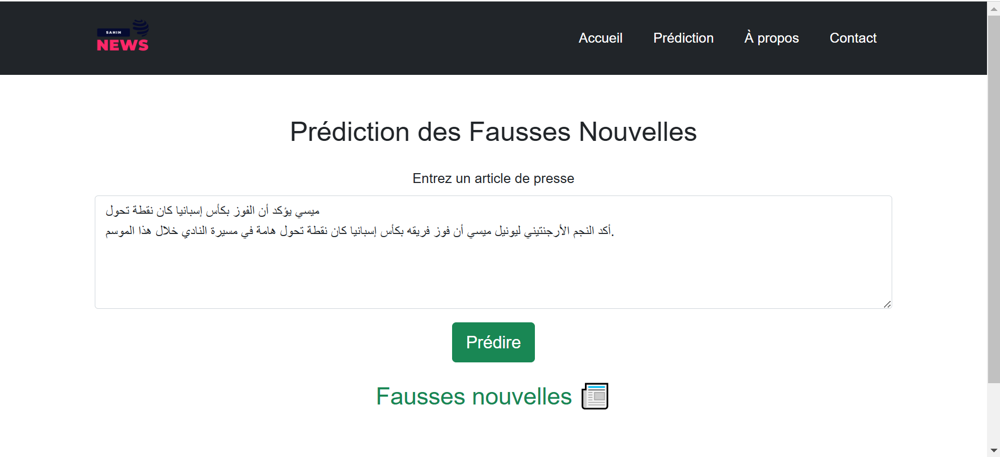 SAHIH
NEWS
Accueil
Prédiction
À propos
Contact
Prédiction des Fausses Nouvelles
Entrez un article de presse
ميسي يؤكد أن الفوز بكأس إسبانيا كان نقطة تحول
أكد النجم الأرجنتيني ليونيل ميسي أن فوز فريقه بكأس إسبانيا كان نقطة تحول هامة في مسيرة النادي خلال هذا الموسم.
Prédire
Fausses nouvelles